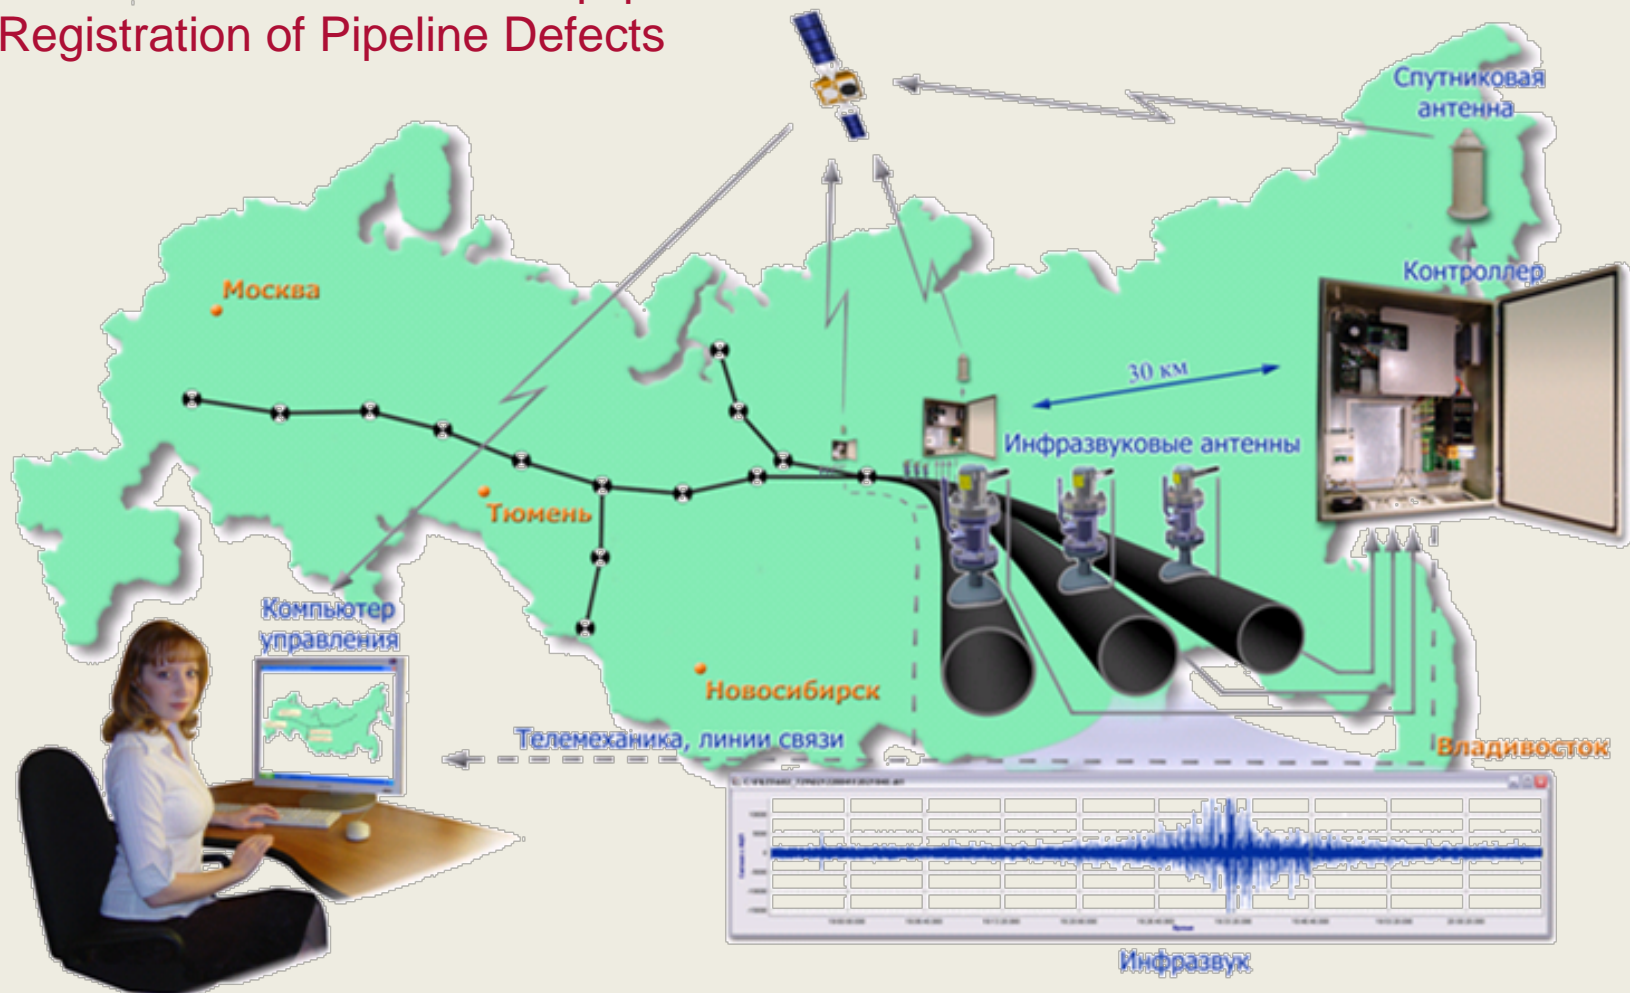 Registration of Pipeline Defects
Спутниковая
антенна
Контроллер
Москва
30 км
Инфразвуковые антенны
Тюмень
Компьютер
управления
Новосибирск
Телемеханика, линии связи
Владивосток
Время
Инфразвук